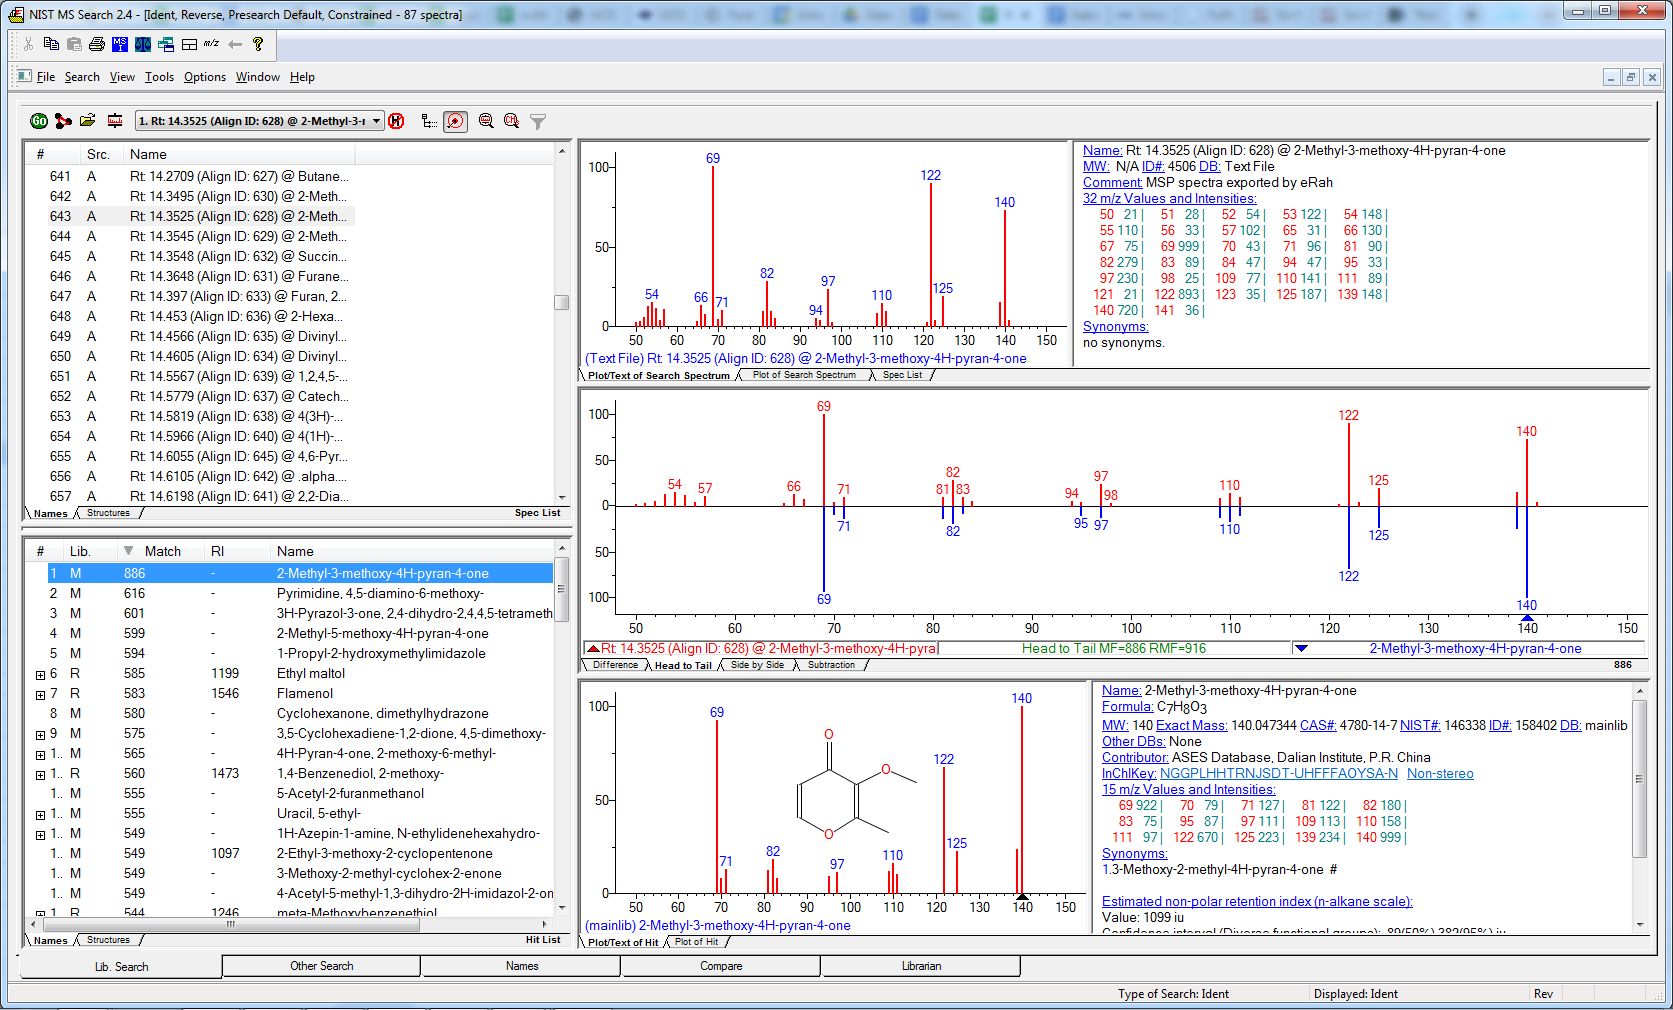 NIST MS Search 2.4 - [Ident, Reverse, Presearch Default, Constrained - 87 spectra]
File Search View Tools Options Window Help
1. Rt: 14.3525 (Align ID: 628) @ 2-Methyl-3-r
# Src. Name
641 A Rt: 14.2709 (Align ID: 627) @ Butane...
642 A Rt: 14.3495 (Align ID: 630) @ 2-Meth...
643 A Rt: 14.3525 (Align ID: 628) @ 2-Meth...
644 A Rt: 14.3545 (Align ID: 629) @ 2-Meth...
645 A Rt: 14.3548 (Align ID: 632) @ Succin...
646 A Rt: 14.3648 (Align ID: 631) @ Furane...
647 A Rt: 14.397 (Align ID: 633) @ Furan, 2...
648 A Rt: 14.453 (Align ID: 636) @ 2-Hexa...
649 A Rt: 14.4566 (Align ID: 635) @ Divinyl...
650 A Rt: 14.4605 (Align ID: 634) @ Divinyl...
651 A Rt: 14.5567 (Align ID: 639) @ 1,2,4,5-...
652 A Rt: 14.5779 (Align ID: 637) @ Catech...
653 A Rt: 14.5819 (Align ID: 638) @ 4(3H)-...
654 A Rt: 14.5966 (Align ID: 640) @ 4(1H)-...
655 A Rt: 14.6055 (Align ID: 645) @ 4,6-Pyr...
656 A Rt: 14.6105 (Align ID: 642) @ .alpha....
657 A Rt: 14.6198 (Align ID: 641) @ 2,2-Dia...
Names Structures Spec List
# Lib. Match RI Name
1 M 886 - 2-Methyl-3-methoxy-4H-pyran-4-one
2 M 616 - Pyrimidine, 4,5-diamino-6-methoxy-
3 M 601 - 3H-Pyrazol-3-one, 2,4-dihydro-2,4,4,5-tetrameth
4 M 599 - 2-Methyl-5-methoxy-4H-pyran-4-one
5 M 594 - 1-Propyl-2-hydroxymethylimidazole
6 R 585 1199 Ethyl maltol
7 R 583 1546 Flamenol
8 M 580 - Cyclohexanone, dimethylhydrazone
9 M 575 - 3,5-Cyclohexadiene-1,2-dione, 4,5-dimethoxy-
1.. M 565 - 4H-Pyran-4-one, 2-methoxy-6-methyl-
1.. R 560 1473 1,4-Benzenediol, 2-methoxy-
1.. M 555 - 5-Acetyl-2-furanmethanol
1.. M 555 - Uracil, 5-ethyl-
1.. M 549 - 1H-Azepin-1-amine, N-ethylidenehexahydro-
1.. R 549 1097 2-Ethyl-3-methoxy-2-cyclopentenone
1.. M 549 - 3-Methoxy-2-methyl-cyclohex-2-enone
1.. M 549 - 4-Acetyl-5-methyl-1,3-dihydro-2H-imidazol-2-on
1.. R 544 1246 meta-Methoxybenzenethiol
Names Structures Hit List
100
50
0
54 66 69 71 82 94 97 110 122 125 140
50 60 70 80 90 100 110 120 130 140 150
(Text File) Rt: 14.3525 (Align ID: 628) @ 2-Methyl-3-methoxy-4H-pyran-4-one
Plot/Text of Search Spectrum Plot of Search Spectrum Spec List
Name: Rt: 14.3525 (Align ID: 628) @ 2-Methyl-3-methoxy-4H-pyran-4-one
MW: N/A ID#: 4506 DB: Text File
Comment: MSP spectra exported by eRah
32 m/z Values and Intensities:
50 21 | 51 28 | 52 54 | 53 122 | 54 148 |
55 110 | 56 33 | 57 102 | 65 31 | 66 130 |
67 75 | 69 999 | 70 43 | 71 96 | 81 90 |
82 279 | 83 89 | 84 47 | 94 47 | 95 33 |
97 230 | 98 25 | 109 77 | 110 141 | 111 89 |
121 21 | 122 893 | 123 35 | 125 187 | 139 148 |
140 720 | 141 36 |
Synonyms:
no synonyms.
100
50
0
50
100
54 57 66 69 71 81 82 83 94 97 98 110 122 125 140
69 71 82 95 97 110 122 125 140
50 60 70 80 90 100 110 120 130 140 150
Rt: 14.3525 (Align ID: 628) @ 2-Methyl-3-methoxy-4H-pyra Head to Tail MF=886 RMF=916 2-Methyl-3-methoxy-4H-pyran-4-one
Difference Head to Tail Side by Side Subtraction 886
100
50
0
69 71 82 97 110 122 125 140
O
O
O
50 60 70 80 90 100 110 120 130 140 150
(mainlib) 2-Methyl-3-methoxy-4H-pyran-4-one
Plot/Text of Hit Plot of Hit
Name: 2-Methyl-3-methoxy-4H-pyran-4-one
Formula: C7H8O3
MW: 140 Exact Mass: 140.047344 CAS#: 4780-14-7 NIST#: 146338 ID#: 158402 DB: mainlib
Other DBs: None
Contributor: ASES Database, Dalian Institute, P.R. China
InChIKey: NGGPLHHTRNJSDT-UHFFFAOYSA-N Non-stereo
15 m/z Values and Intensities:
69 922 | 70 79 | 71 127 | 81 122 | 82 180 |
83 75 | 95 87 | 97 111 | 109 113 | 110 158 |
111 97 | 122 670 | 125 223 | 139 234 | 140 999 |
Synonyms:
1.3-Methoxy-2-methyl-4H-pyran-4-one #
Estimated non-polar retention index (n-alkane scale):
Value: 1099 iu
Confidence interval (Diverse functional groups): 89(50%) 382(95%) iu
Lib. Search Other Search Names Compare Librarian
Type of Search: Ident Displayed: Ident Rev